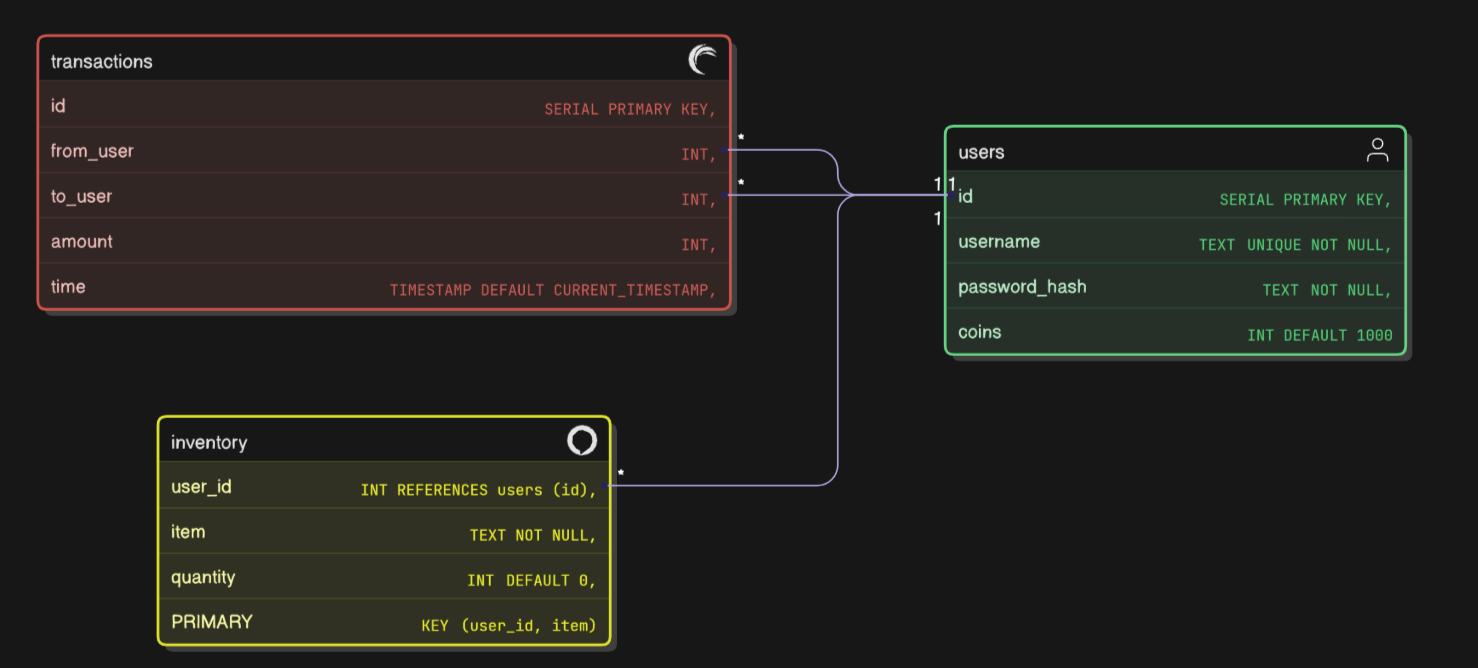 transactions
id SERIAL PRIMARY KEY,
from_user INT,
to_user INT,
amount INT,
time TIMESTAMP DEFAULT CURRENT_TIMESTAMP,
*
*
users
1 1
id SERIAL PRIMARY KEY,
1
username TEXT UNIQUE NOT NULL,
password_hash TEXT NOT NULL,
coins INT DEFAULT 1000
inventory
*
user_id INT REFERENCES users (id),
item TEXT NOT NULL,
quantity INT DEFAULT 0,
PRIMARY KEY (user_id, item)